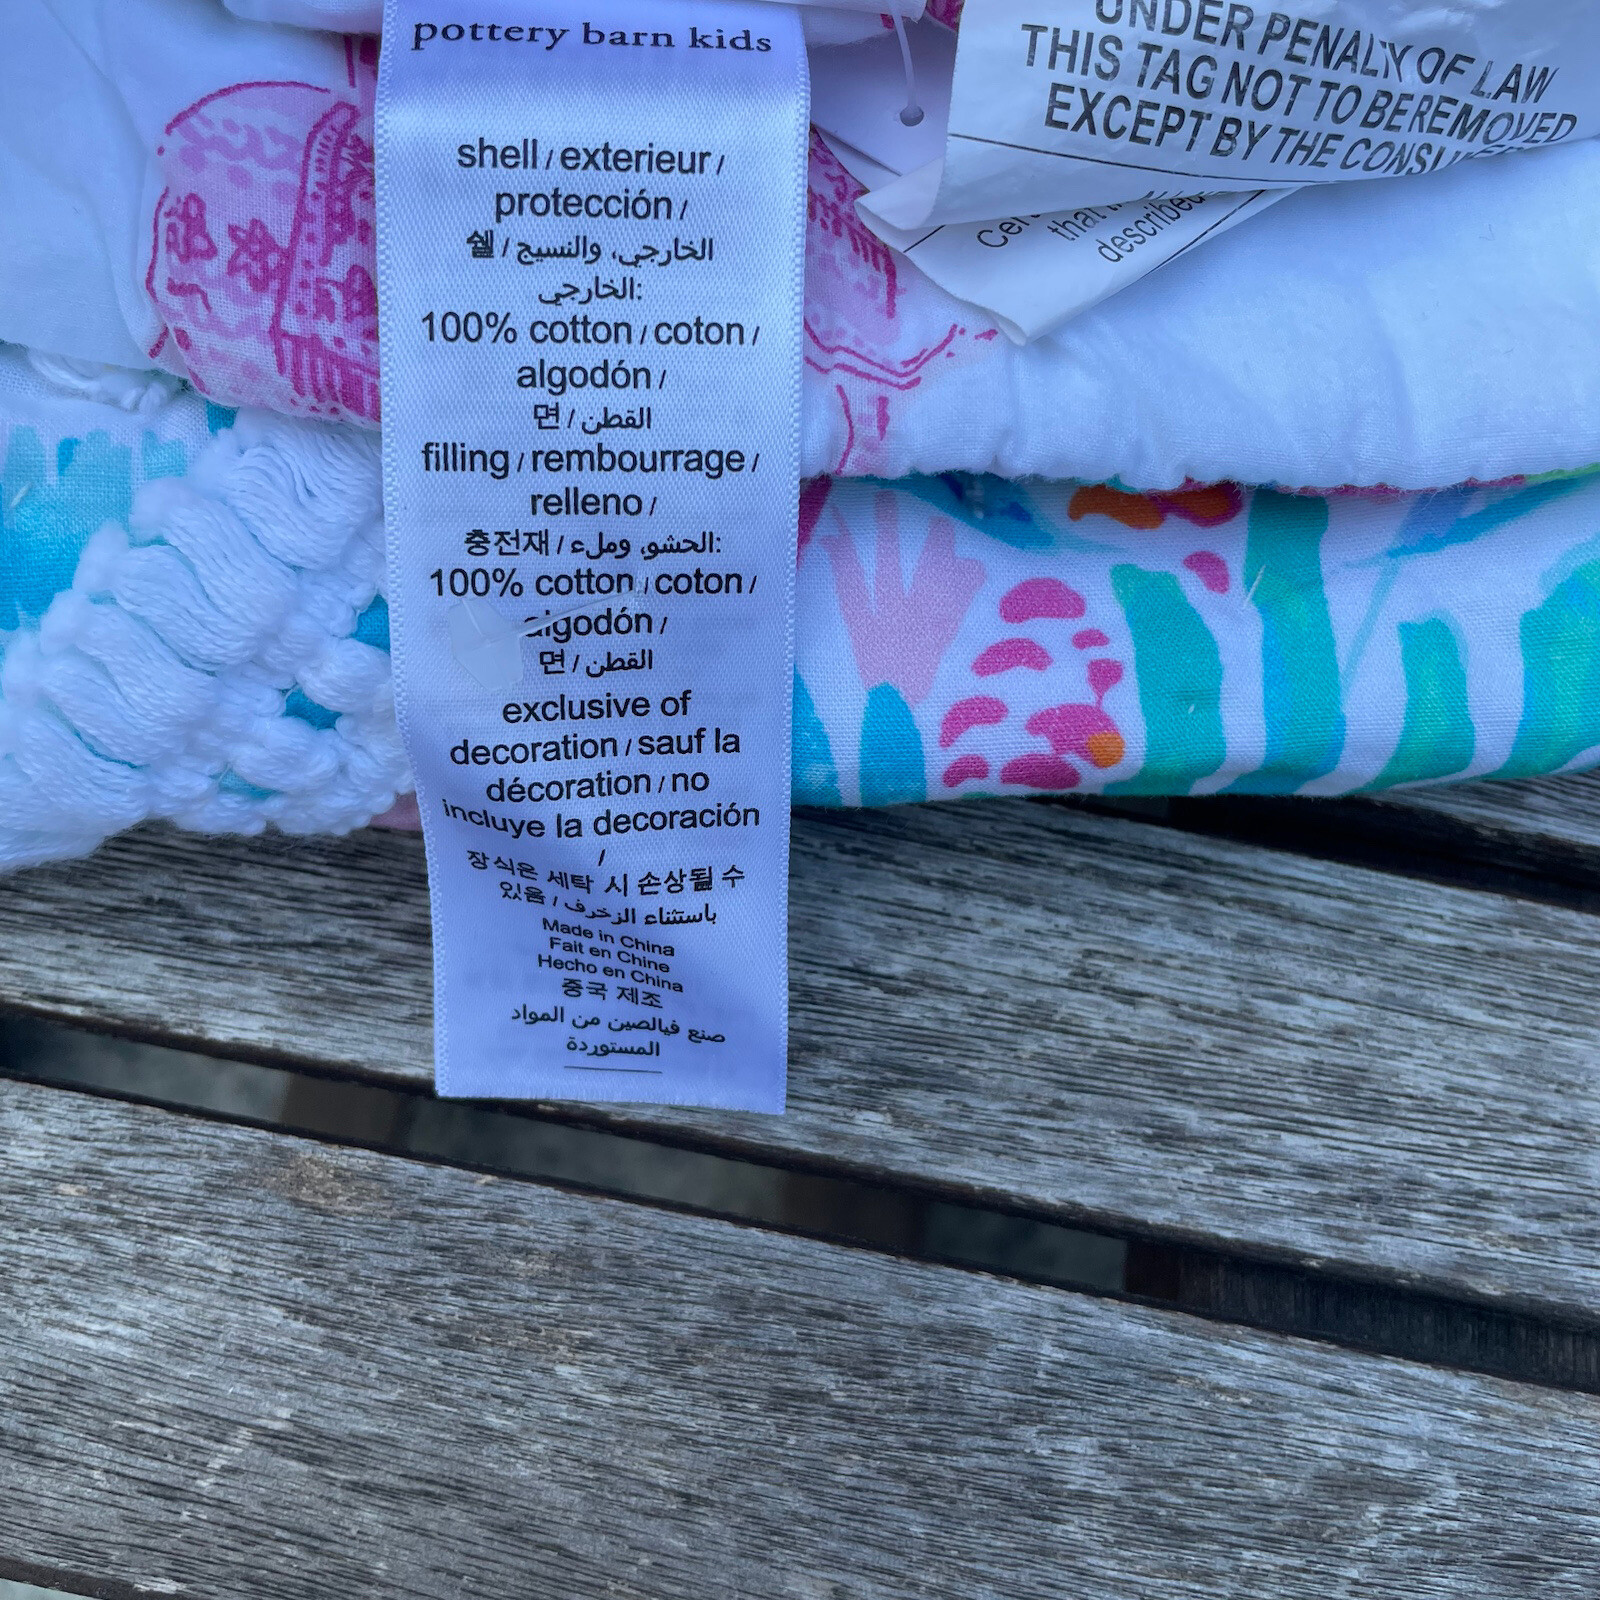 pottery barn kids
shell / exterieur /
protección /
쉘 / الخارجي، والنسيج
الخارجي:
100% cotton / coton /
algodón /
면 / القطن
filling / rembourrage /
relleno /
충전재 / الحشو، وملء:
100% cotton / coton /
algodón /
면 / القطن
exclusive of
decoration / sauf la
décoration / no
incluye la decoración
/
장식은 세탁 시 손상될 수
있음 / باستثناء الزخرف
Made in China
Fait en Chine
Hecho en China
중국 제조
صنع فيالصين من المواد
المستوردة
UNDER PENALTY OF LAW
THIS TAG NOT TO BE REMOVED
EXCEPT BY THE
that
described